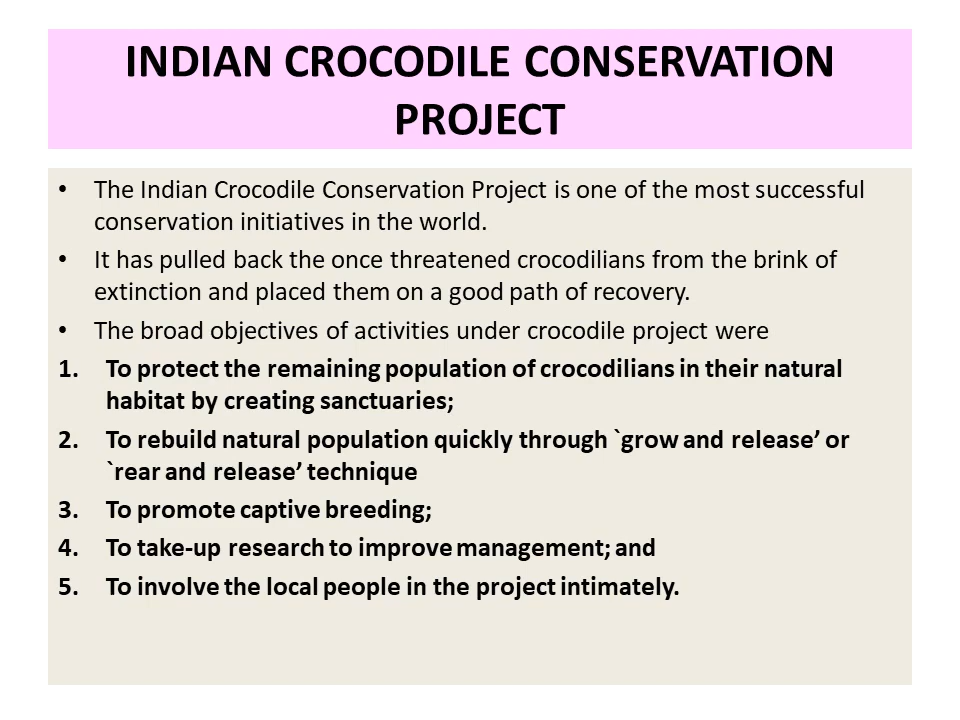 INDIAN CROCODILE CONSERVATION
PROJECT
• The Indian Crocodile Conservation Project is one of the most successful
conservation initiatives in the world.
• It has pulled back the once threatened crocodilians from the brink of
extinction and placed them on a good path of recovery.
• The broad objectives of activities under crocodile project were
1. To protect the remaining population of crocodilians in their natural
habitat by creating sanctuaries;
2. To rebuild natural population quickly through `grow and release’ or
`rear and release’ technique
3. To promote captive breeding;
4. To take-up research to improve management; and
5. To involve the local people in the project intimately.